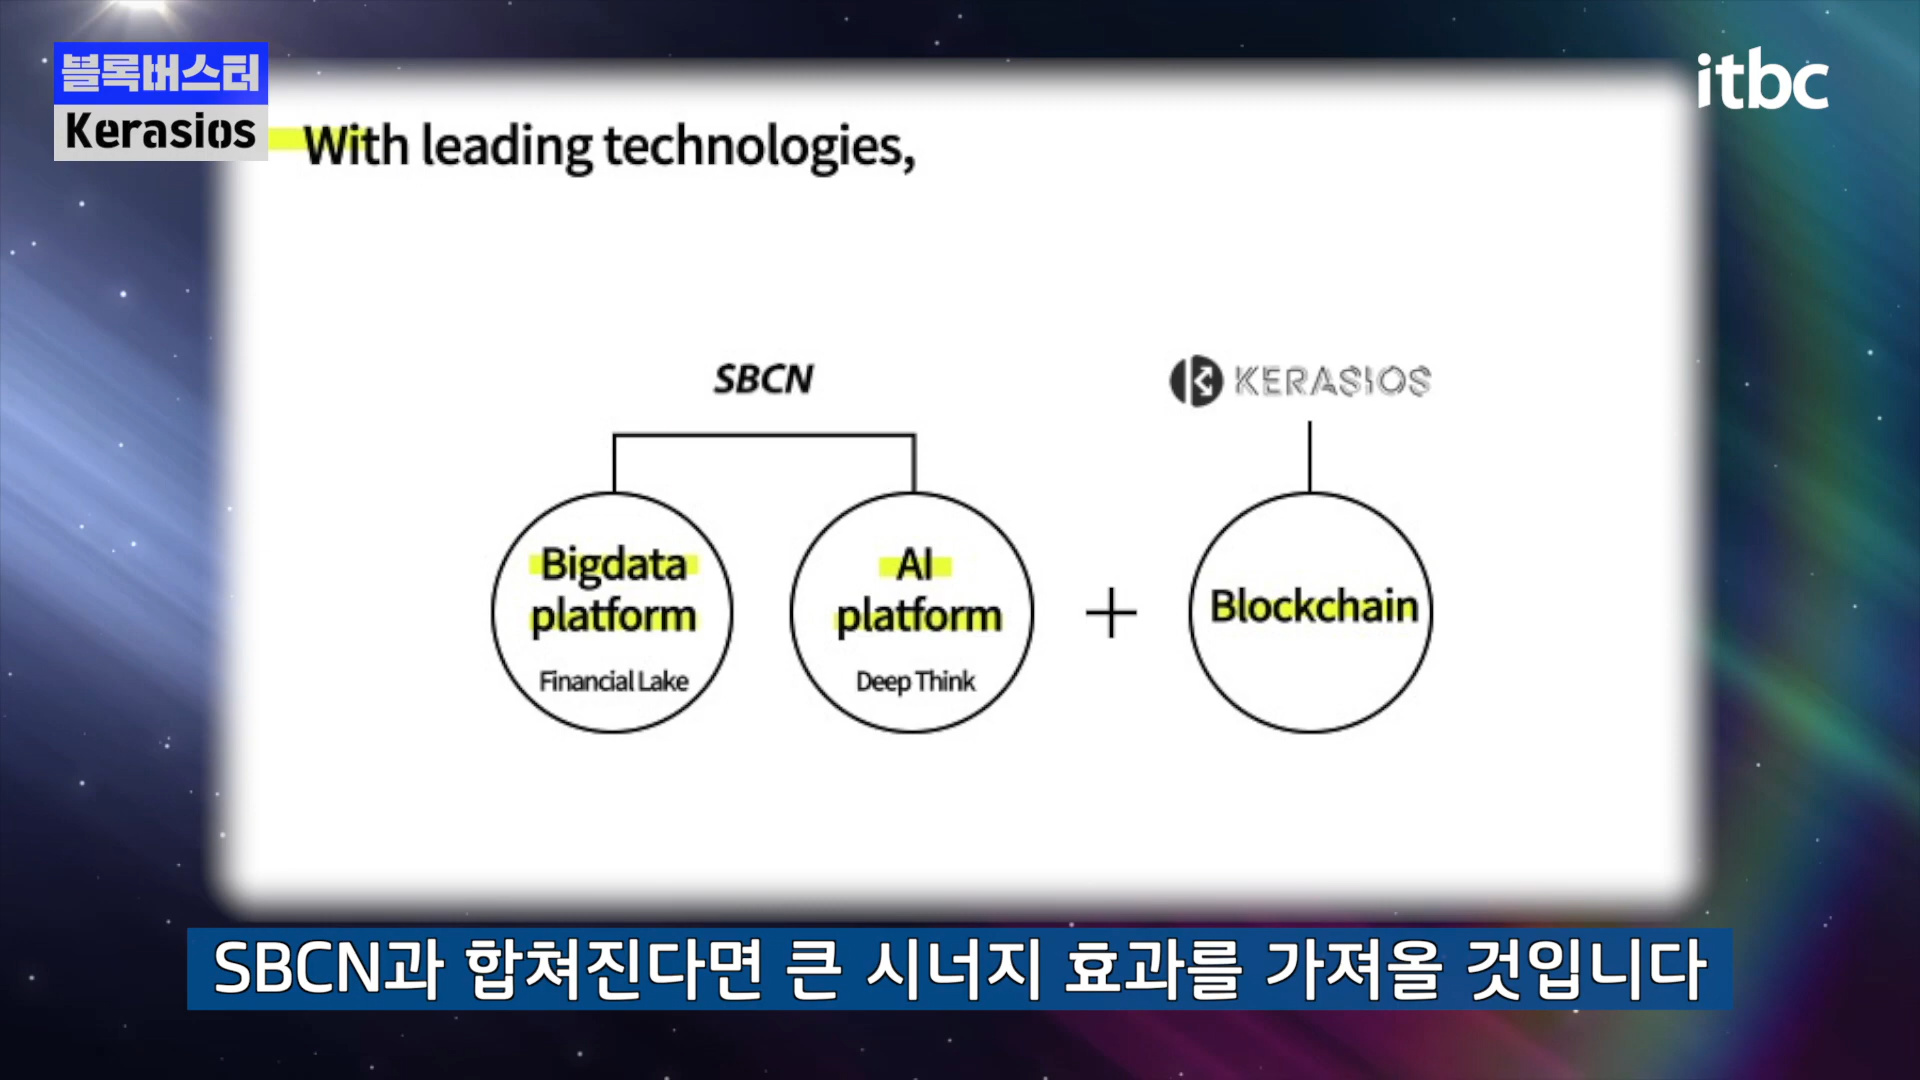 블록버스터
Kerasios
itbc
With leading technologies,
SBCN
KERASIOS
Bigdata
platform
Financial Lake
AI
platform
Deep Think
+
Blockchain
SBCN과 합쳐진다면 큰 시너지 효과를 가져올 것입니다